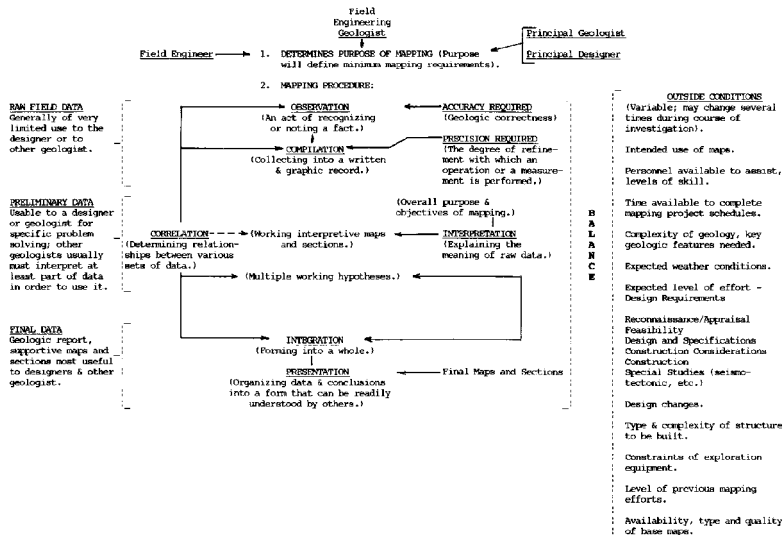 Field
Engineering
Geologist
Principal Geologist
Field Engineer
1. DETERMINES PURPOSE OF MAPPING (Purpose
will define minimum mapping requirements).
Principal Designer
2. MAPPING PROCEDURE:
RAW FIELD DATA
Generally of very
limited use to the
designer or to
other geologist.
OBSERVATION
(An act of recognizing
or noting a fact.)
COMPILATION
(Collecting into a written
& graphic record.)
ACCURACY REQUIRED
(Geologic correctness)
PRECISION REQUIRED
(The degree of refine-
ment with which an
operation or a measure-
ment is performed.)
PRELIMINARY DATA
Usable to a designer
or geologist for
specific problem
solving; other
geologists usually
must interpret at
least part of data
in order to use it.
CORRELATION
(Determining relation-
ships between various
sets of data.)
(Working interpretive maps
and sections.)
(Overall purpose &
objectives of mapping.)
INTERPRETATION
(Explaining the
meaning of raw data.)
(Multiple working hypotheses.)
FINAL DATA
Geologic report,
supportive maps and
sections most useful
to designers & other
geologist.
INTEGRATION
(Forming into a whole.)
PRESENTATION
(Organizing data & conclusions
into a form that can be readily
understood by others.)
Final Maps and Sections
B
A
L
A
N
C
E
OUTSIDE CONDITIONS
(Variable; may change several
times during course of
investigation).
Intended use of maps.
Personnel available to assist,
levels of skill.
Time available to complete
mapping project schedules.
Complexity of geology, key
geologic features needed.
Expected weather conditions.
Expected level of effort -
Design Requirements
Reconnaissance/Appraisal
Feasibility
Design and Specifications
Construction Considerations
Construction
Special Studies (seismo-
tectonic, etc.)
Design changes.
Type & complexity of structure
to be built.
Constraints of exploration
equipment.
Level of previous mapping
efforts.
Availability, type and quality
of base maps.